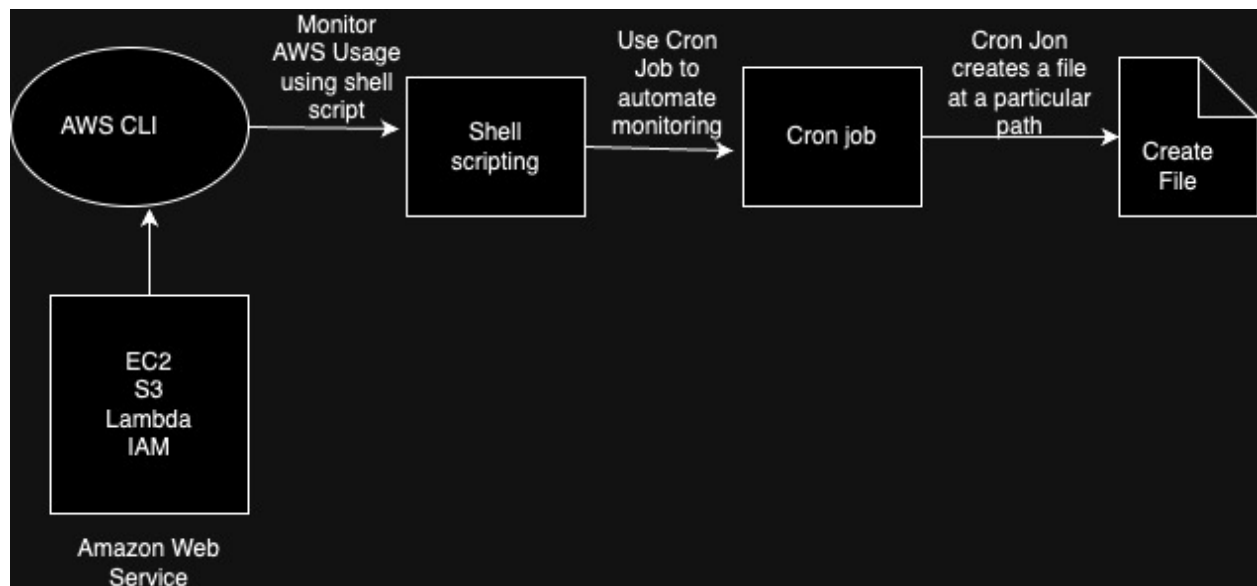 AWS CLI
Monitor
AWS Usage
using shell
script
Shell
scripting
Use Cron
Job to
automate
monitoring
Cron job
Cron Jon
creates a file
at a particular
path
Create
File
EC2
S3
Lambda
IAM
Amazon Web
Service